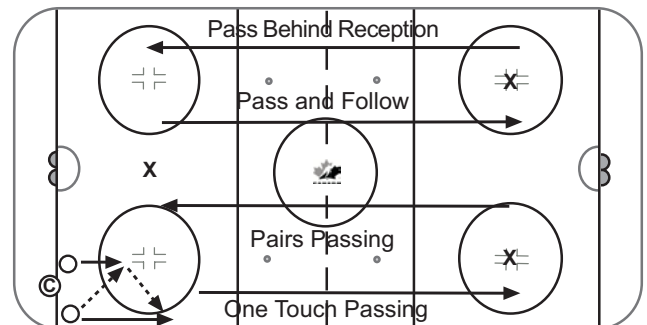 Pass Behind Reception
X
Pass and Follow
X
Pairs Passing
X
C
One Touch Passing